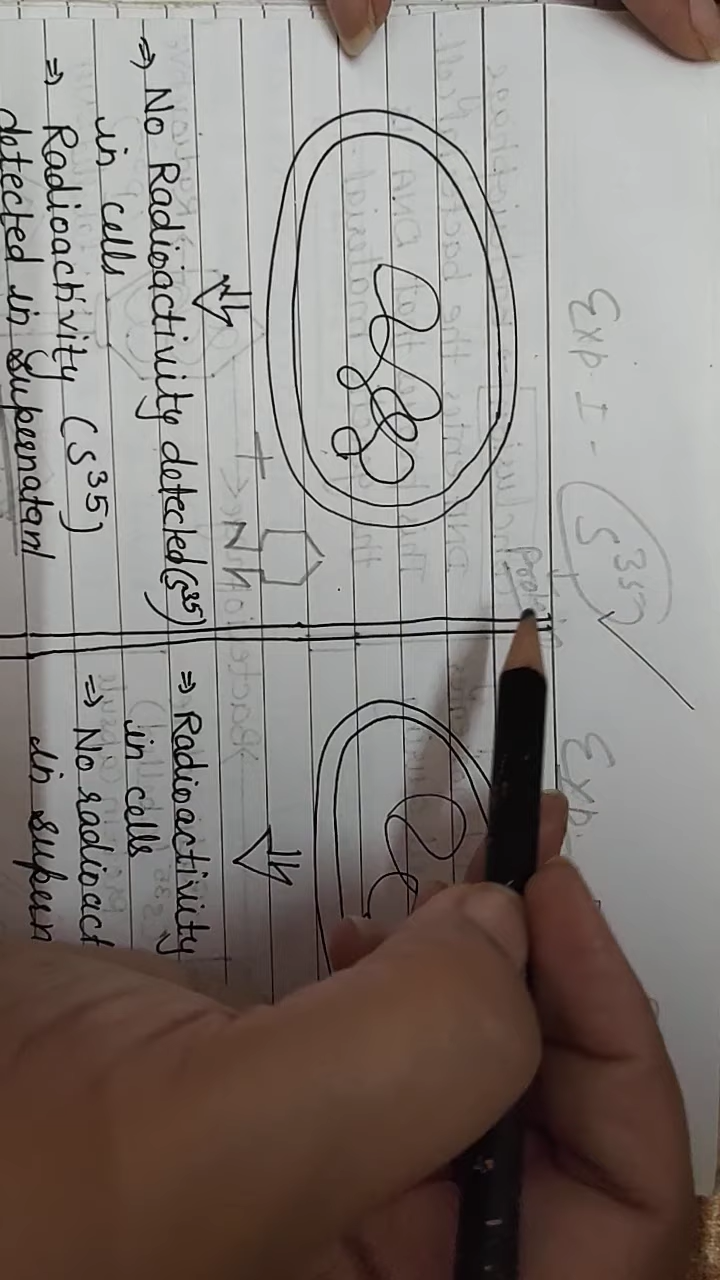 Exp. I - S³⁵
Protein
⇒ No Radioactivity detected (S³⁵)
in cells
⇒ Radioactivity (S³⁵)
detected in Supernatant
Exp.
⇒ Radioactivity
in cells
⇒ No radioact
in supern